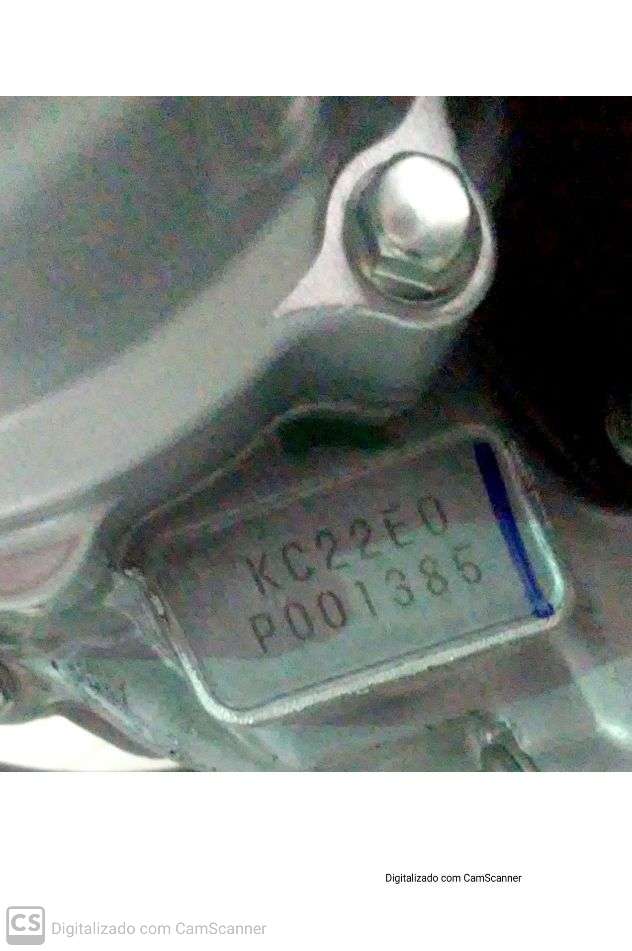 KC22E0
P001385
Digitalizado com CamScanner
CS Digitalizado com CamScanner